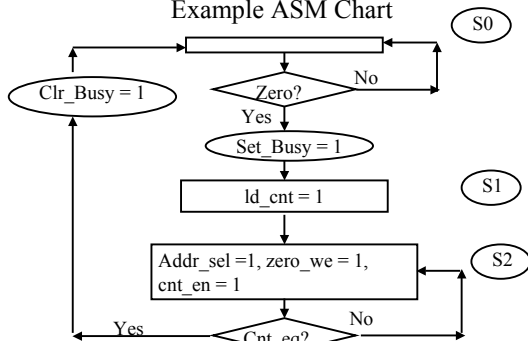 Example ASM Chart
S0
Clr_Busy = 1
Zero?
No
Yes
Set_Busy = 1
ld_cnt = 1
S1
Addr_sel =1, zero_we = 1,
cnt_en = 1
S2
Yes
Cnt_eq?
No